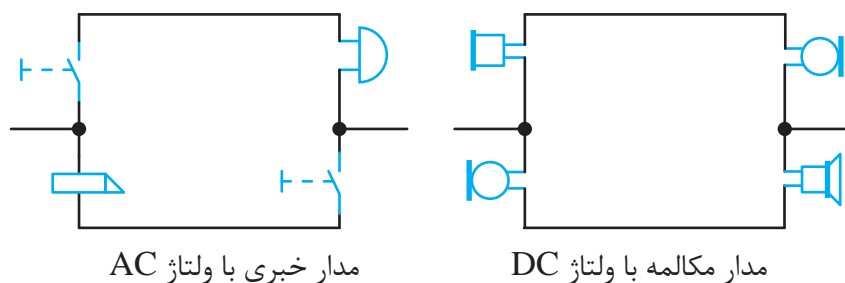 مدار مکالمه با ولتاژ DC
مدار خبری با ولتاژ AC